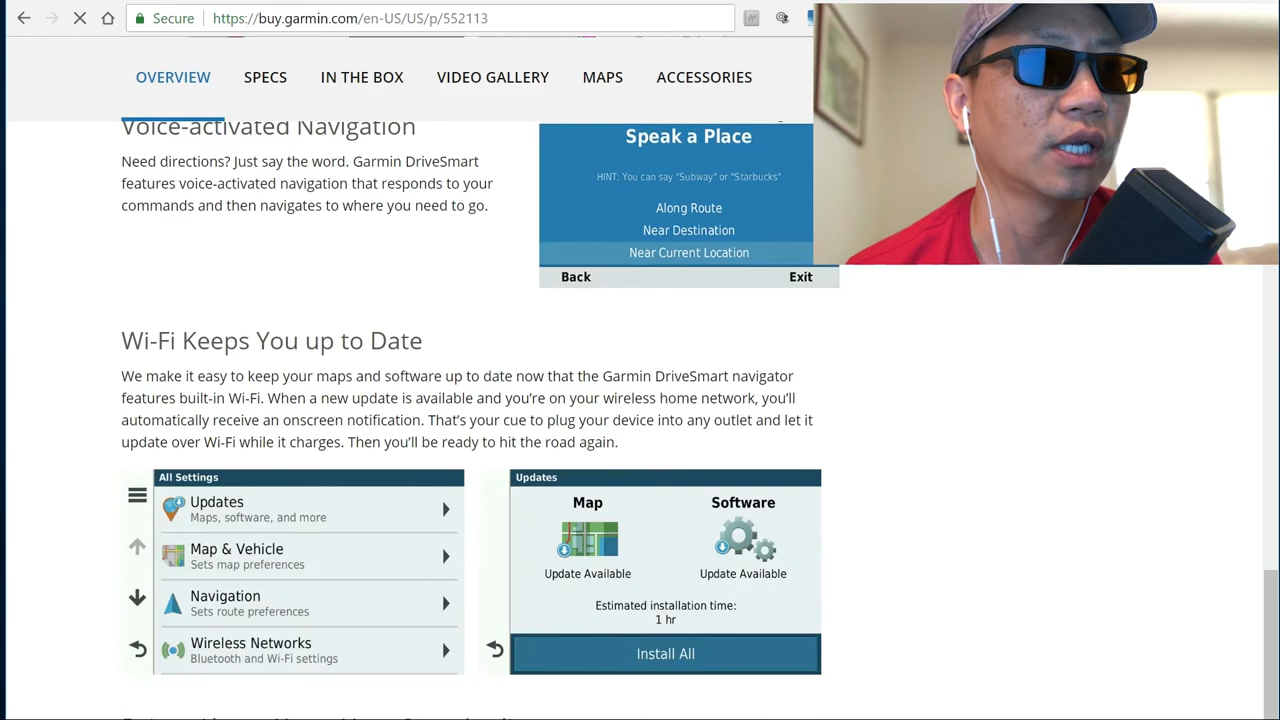 Secure
https://buy.garmin.com/en-US/US/p/552113
OVERVIEW SPECS IN THE BOX VIDEO GALLERY MAPS ACCESSORIES
Voice-activated Navigation
Need directions? Just say the word. Garmin DriveSmart
features voice-activated navigation that responds to your
commands and then navigates to where you need to go.
Speak a Place
HINT: You can say "Subway" or "Starbucks"
Along Route
Near Destination
Near Current Location
Back Exit
Wi-Fi Keeps You up to Date
We make it easy to keep your maps and software up to date now that the Garmin DriveSmart navigator
features built-in Wi-Fi. When a new update is available and you’re on your wireless home network, you’ll
automatically receive an onscreen notification. That’s your cue to plug your device into any outlet and let it
update over Wi-Fi while it charges. Then you’ll be ready to hit the road again.
All Settings
Updates
Maps, software, and more
Map & Vehicle
Sets map preferences
Navigation
Sets route preferences
Wireless Networks
Bluetooth and Wi-Fi settings
Updates
Map Software
Update Available Update Available
Estimated installation time:
1 hr
Install All